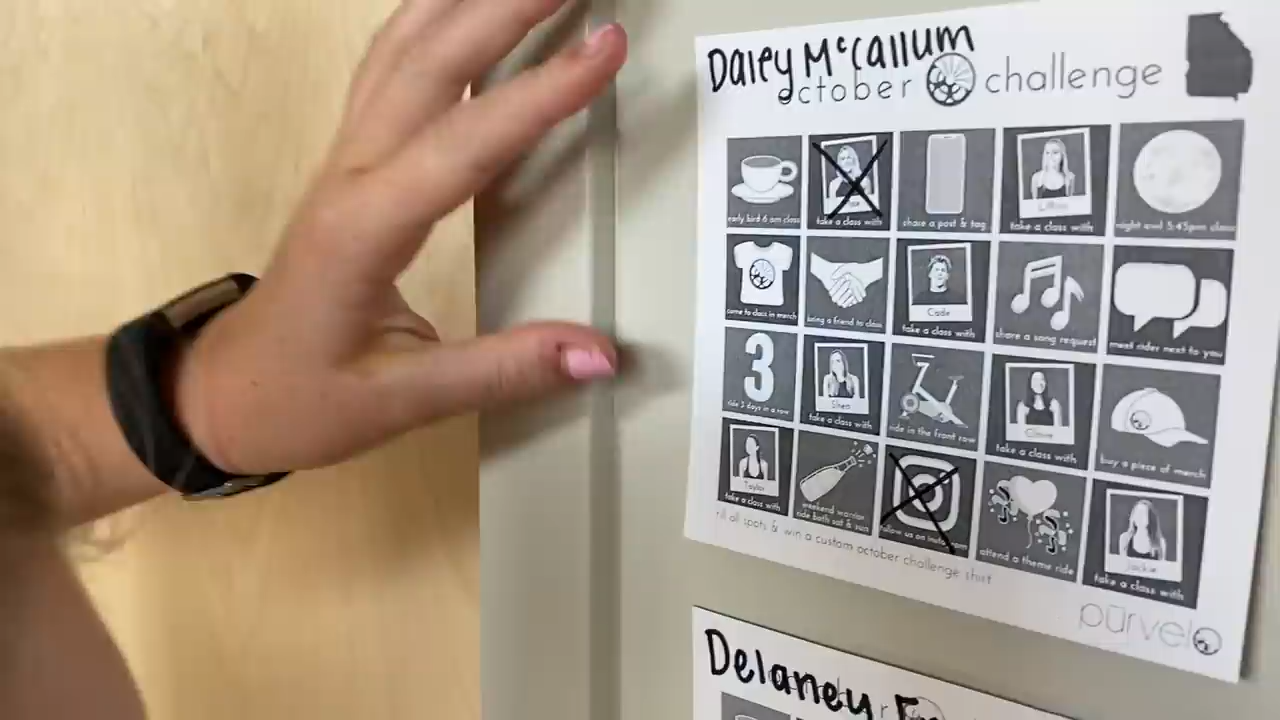 Daley McCallum
october challenge
early bird 6 am class
take a class with
share a post & tag
take a class with
night owl 5:45pm class
come to class in merch
bring a friend to class
Cade
take a class with
share a song request
meet rider next to you
3
ride 3 days in a row
Shea
take a class with
ride in the front row
take a class with
buy a piece of merch
Taylor
take a class with
weekend warrior
ride both sat & sun
follow us on instagram
attend a theme ride
Jackie
take a class with
fill all spots & win a custom october challenge shirt
pūrvelo
Delaney